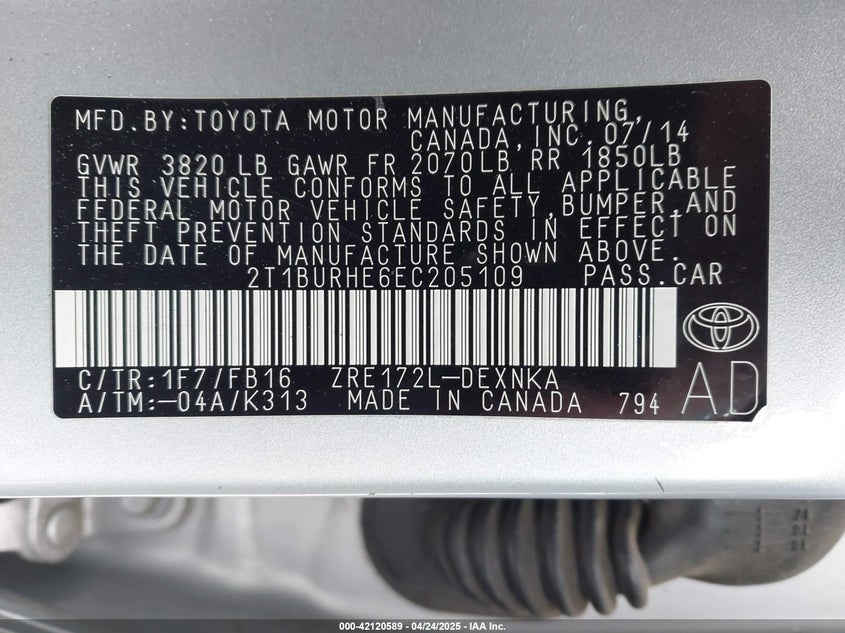 MFD.BY:TOYOTA MOTOR MANUFACTURING,
CANADA,INC. 07/14
GVWR 3820 LB GAWR FR 2070LB RR 1850LB
THIS VEHICLE CONFORMS TO ALL APPLICABLE
FEDERAL MOTOR VEHICLE SAFETY,BUMPER,AND
THEFT PREVENTION STANDARDS IN EFFECT ON
THE DATE OF MANUFACTURE SHOWN ABOVE.
2T1BURHE6EC205109 PASS.CAR
C/TR:1F7/FB16 ZRE172L-DEXNKA
A/TM:-04A/K313 MADE IN CANADA 794 AD
000-42120589 - 04/24/2025 - IAA Inc.